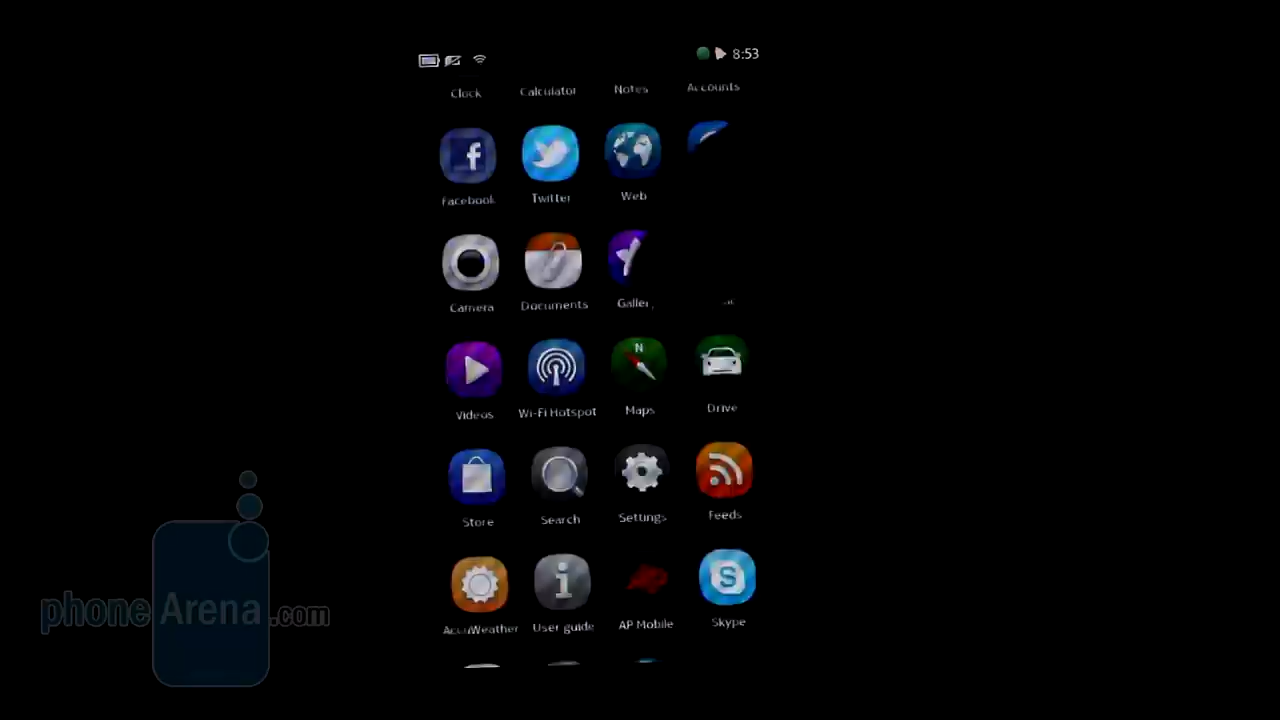 8:53
Clock Calculator Notes Accounts
Facebook Twitter Web
Camera Documents
Videos Wi-Fi Hotspot Maps Drive
N
Store Search Settings Feeds
AccuWeather User guide AP Mobile Skype
phoneArena.com